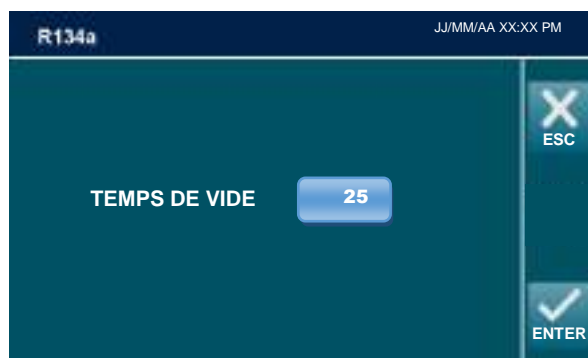 R134a
JJ/MM/AA XX:XX PM
ESC
TEMPS DE VIDE 25
ENTER